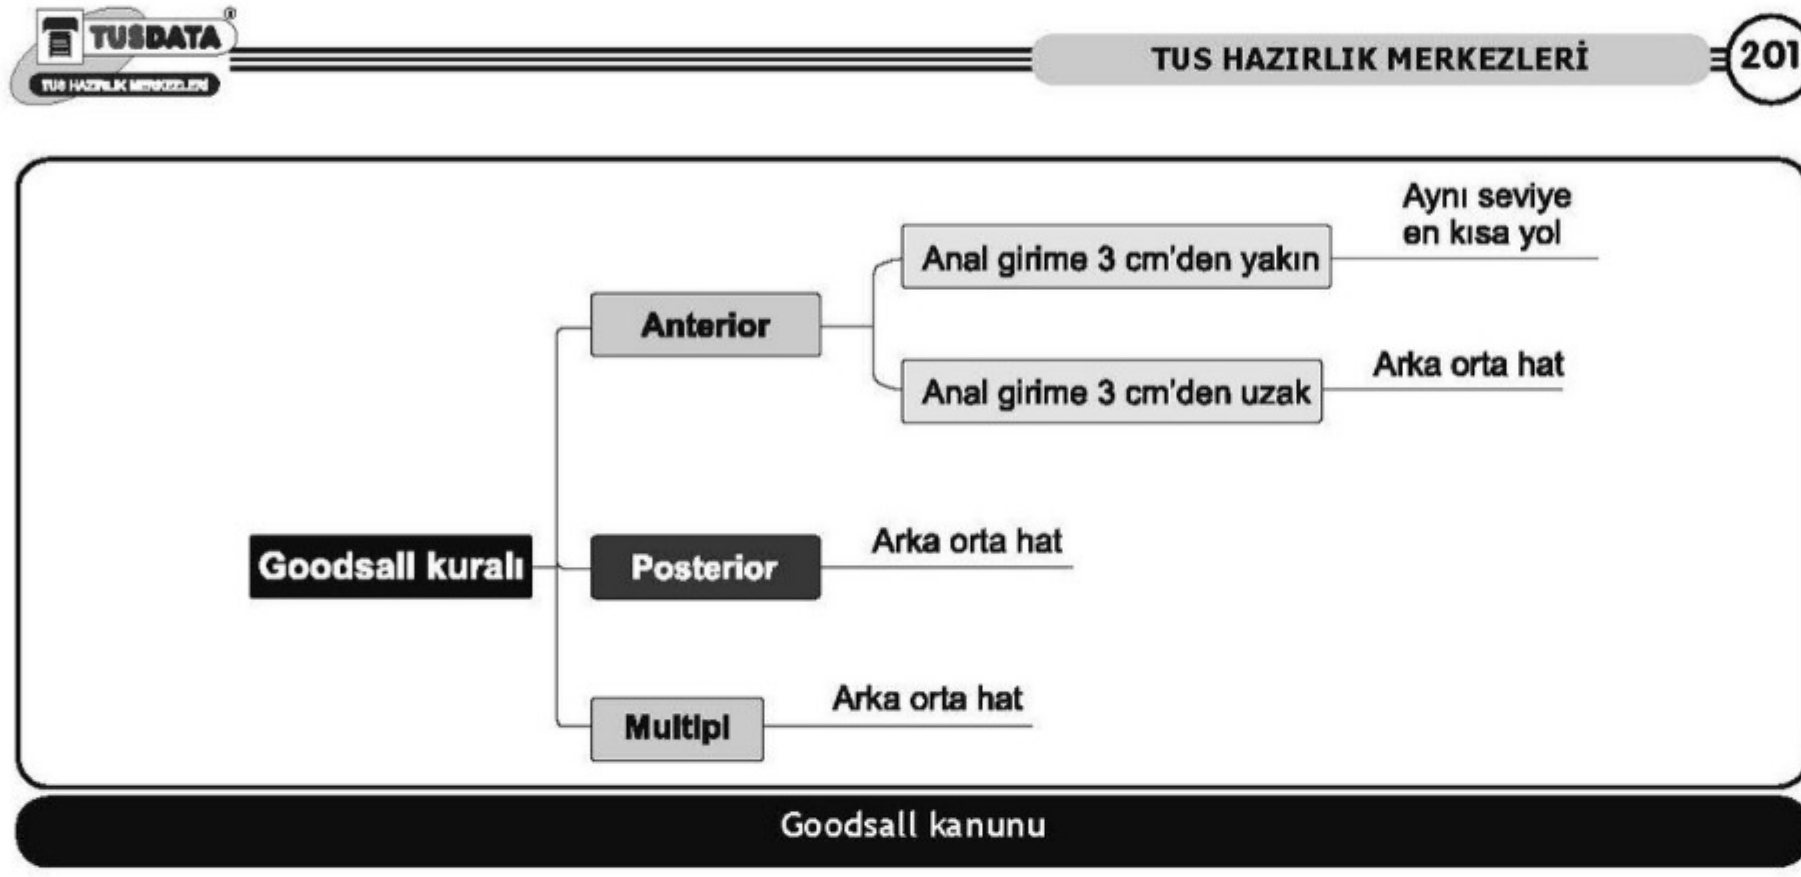 TUSDATA
TUS HAZIRLIK MERKEZLERİ
TUS HAZIRLIK MERKEZLERİ
201
Aynı seviye
en kısa yol
Anal girime 3 cm'den yakın
Anterior
Arka orta hat
Anal girime 3 cm'den uzak
Arka orta hat
Goodsall kuralı
Posterior
Arka orta hat
Multipl
Goodsall kanunu